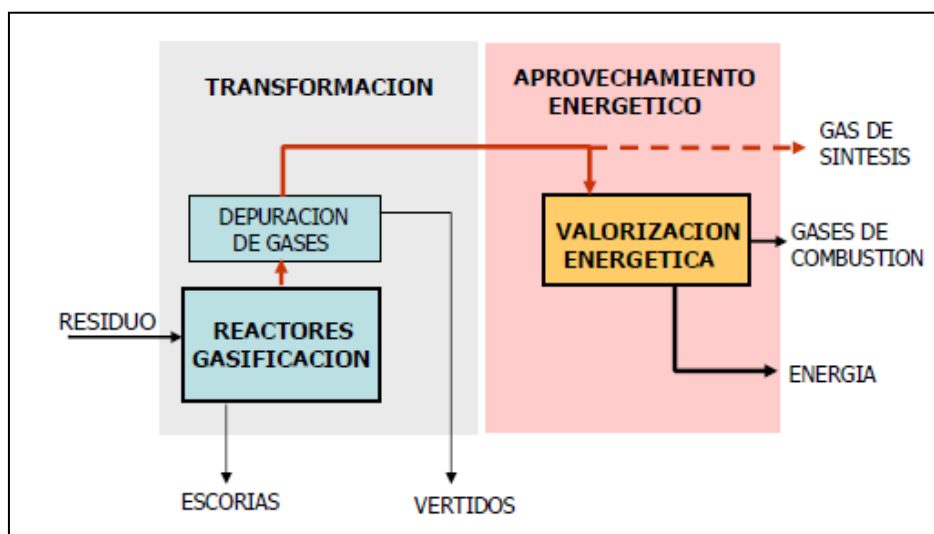 TRANSFORMACION
APROVECHAMIENTO
ENERGETICO
GAS DE
SINTESIS
DEPURACION
DE GASES
VALORIZACION
ENERGETICA
GASES DE
COMBUSTION
RESIDUO
REACTORES
GASIFICACION
ENERGIA
ESCORIAS
VERTIDOS